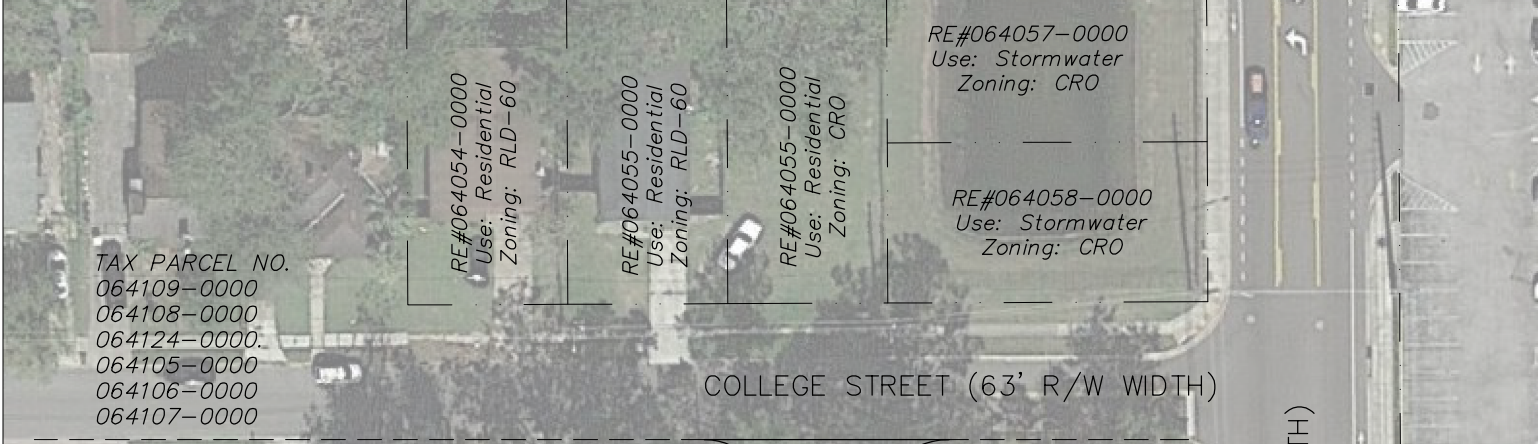 RE#064057-0000
Use: Stormwater
Zoning: CRO
RE#064054-0000
Use: Residential
Zoning: RLD-60
RE#064055-0000
Use: Residential
Zoning: RLD-60
RE#064055-0000
Use: Residential
Zoning: CRO
RE#064058-0000
Use: Stormwater
Zoning: CRO
TAX PARCEL NO.
064109-0000
064108-0000
064124-0000.
064105-0000
064106-0000
064107-0000
COLLEGE STREET (63' R/W WIDTH)
TH)